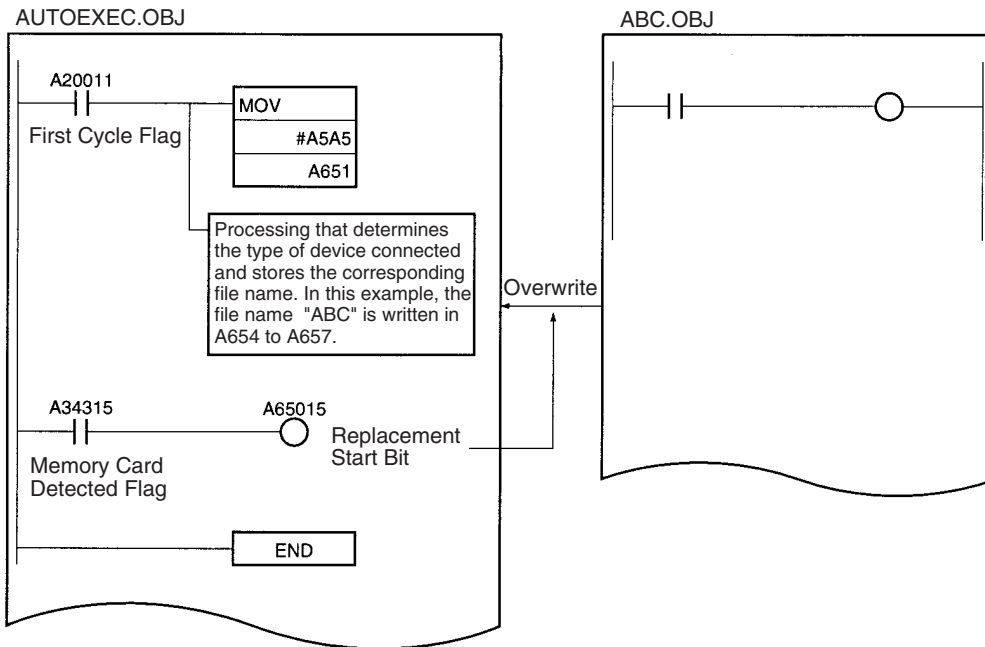 AUTOEXEC.OBJ
A20011
First Cycle Flag
MOV
#A5A5
A651
Processing that determines
the type of device connected
and stores the corresponding
file name. In this example, the
file name "ABC" is written in
A654 to A657.
A34315
Memory Card
Detected Flag
A65015
Replacement
Start Bit
END
Overwrite
ABC.OBJ